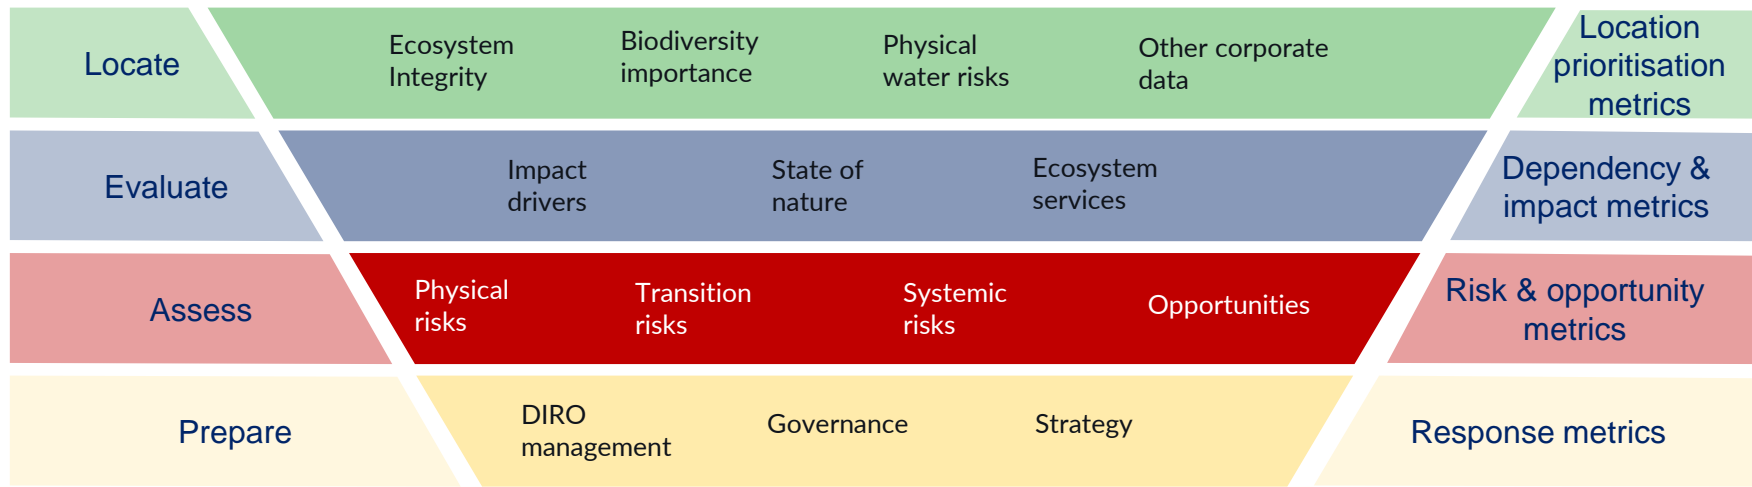 Locate
Ecosystem
Integrity
Biodiversity
importance
Physical
water risks
Other corporate
data
Location
prioritisation
metrics
Evaluate
Impact
drivers
State of
nature
Ecosystem
services
Dependency &
impact metrics
Assess
Physical
risks
Transition
risks
Systemic
risks
Opportunities
Risk & opportunity
metrics
Prepare
DIRO
management
Governance
Strategy
Response metrics